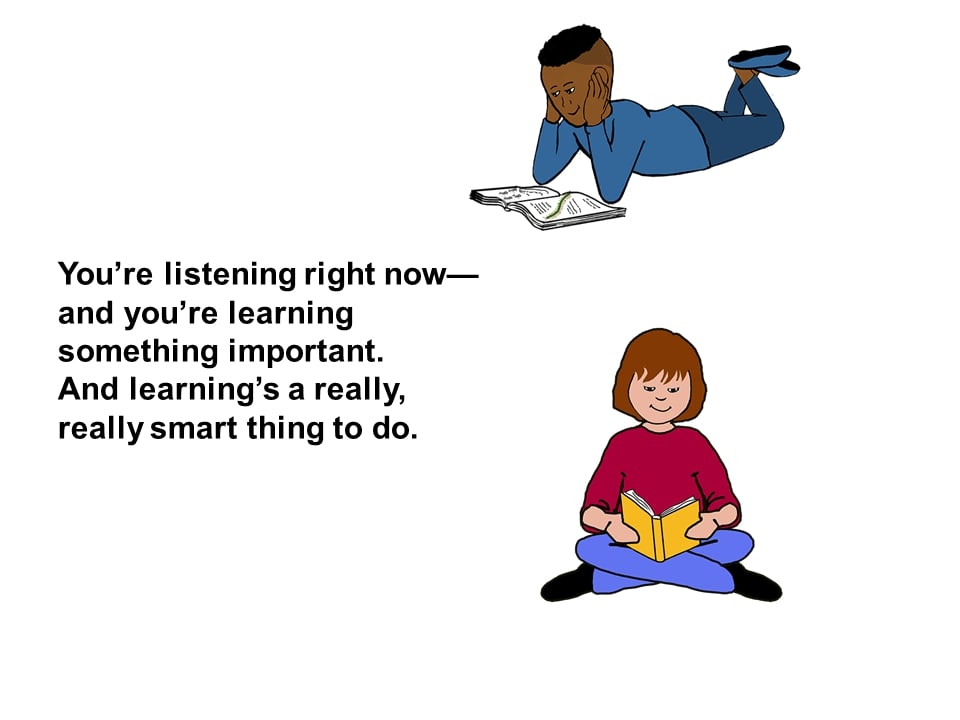 You’re listening right now—
and you’re learning
something important.
And learning’s a really,
really smart thing to do.